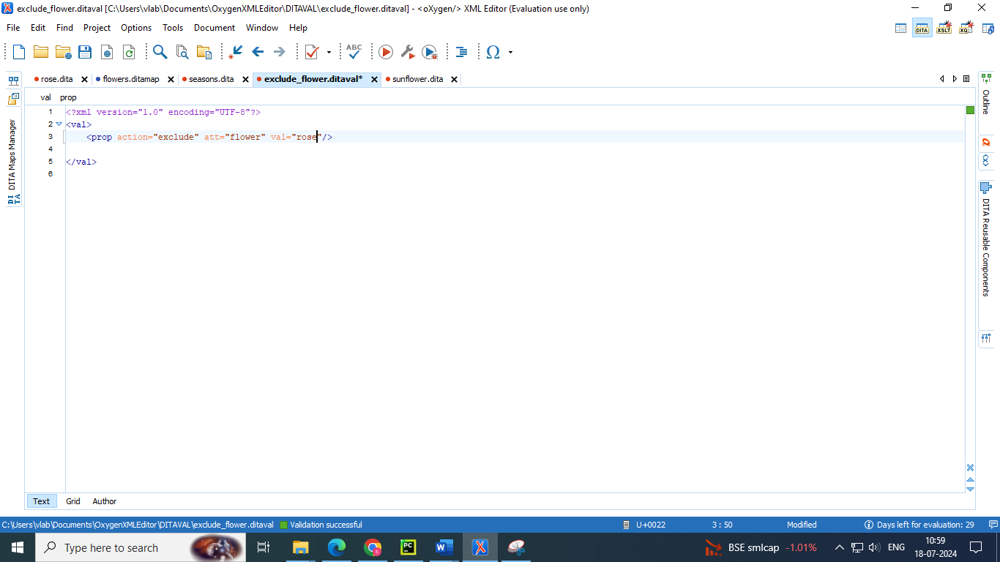 exclude_flower.ditaval [C:\Users\vlab\Documents\OxygenXMLEditor\DITAVAL\exclude_flower.ditaval] - <oXygen/> XML Editor (Evaluation use only)
File Edit Find Project Options Tools Document Window Help
DITA XSLT XQ
ABC
rose.dita flowers.ditamap seasons.dita exclude_flower.ditaval* sunflower.dita
val prop
1 <?xml version="1.0" encoding="UTF-8"?>
2 <val>
3 <prop action="exclude" att="flower" val="rose"/>
4
5 </val>
6
DITA Maps Manager
Outline
DITA Reusable Components
Text Grid Author
C:\Users\vlab\Documents\OxygenXMLEditor\DITAVAL\exclude_flower.ditaval Validation successful U+0022 3 : 50 Modified Days left for evaluation: 29
Type here to search
BSE smlcap -1.01% ENG 10:59
18-07-2024